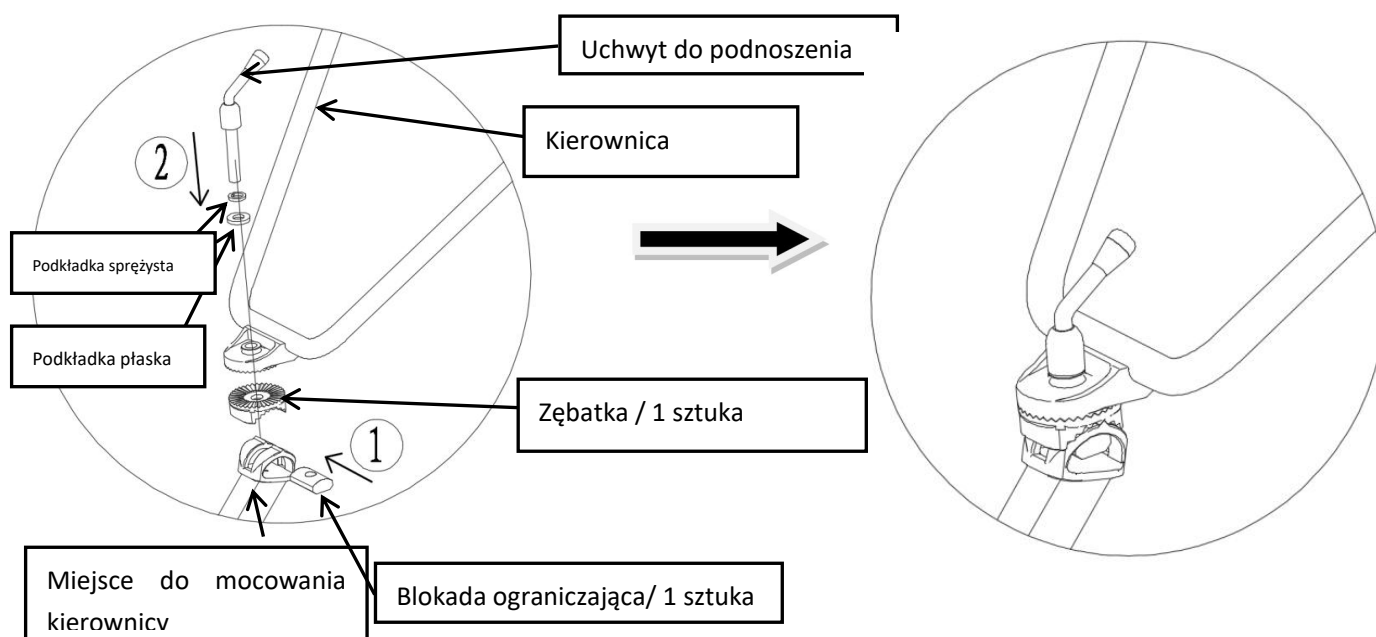 Uchwyt do podnoszenia
Kierownica
2
Podkładka sprężysta
Podkładka płaska
Zębatka / 1 sztuka
1
Miejsce do mocowania
kierownicy
Blokada ograniczająca/ 1 sztuka